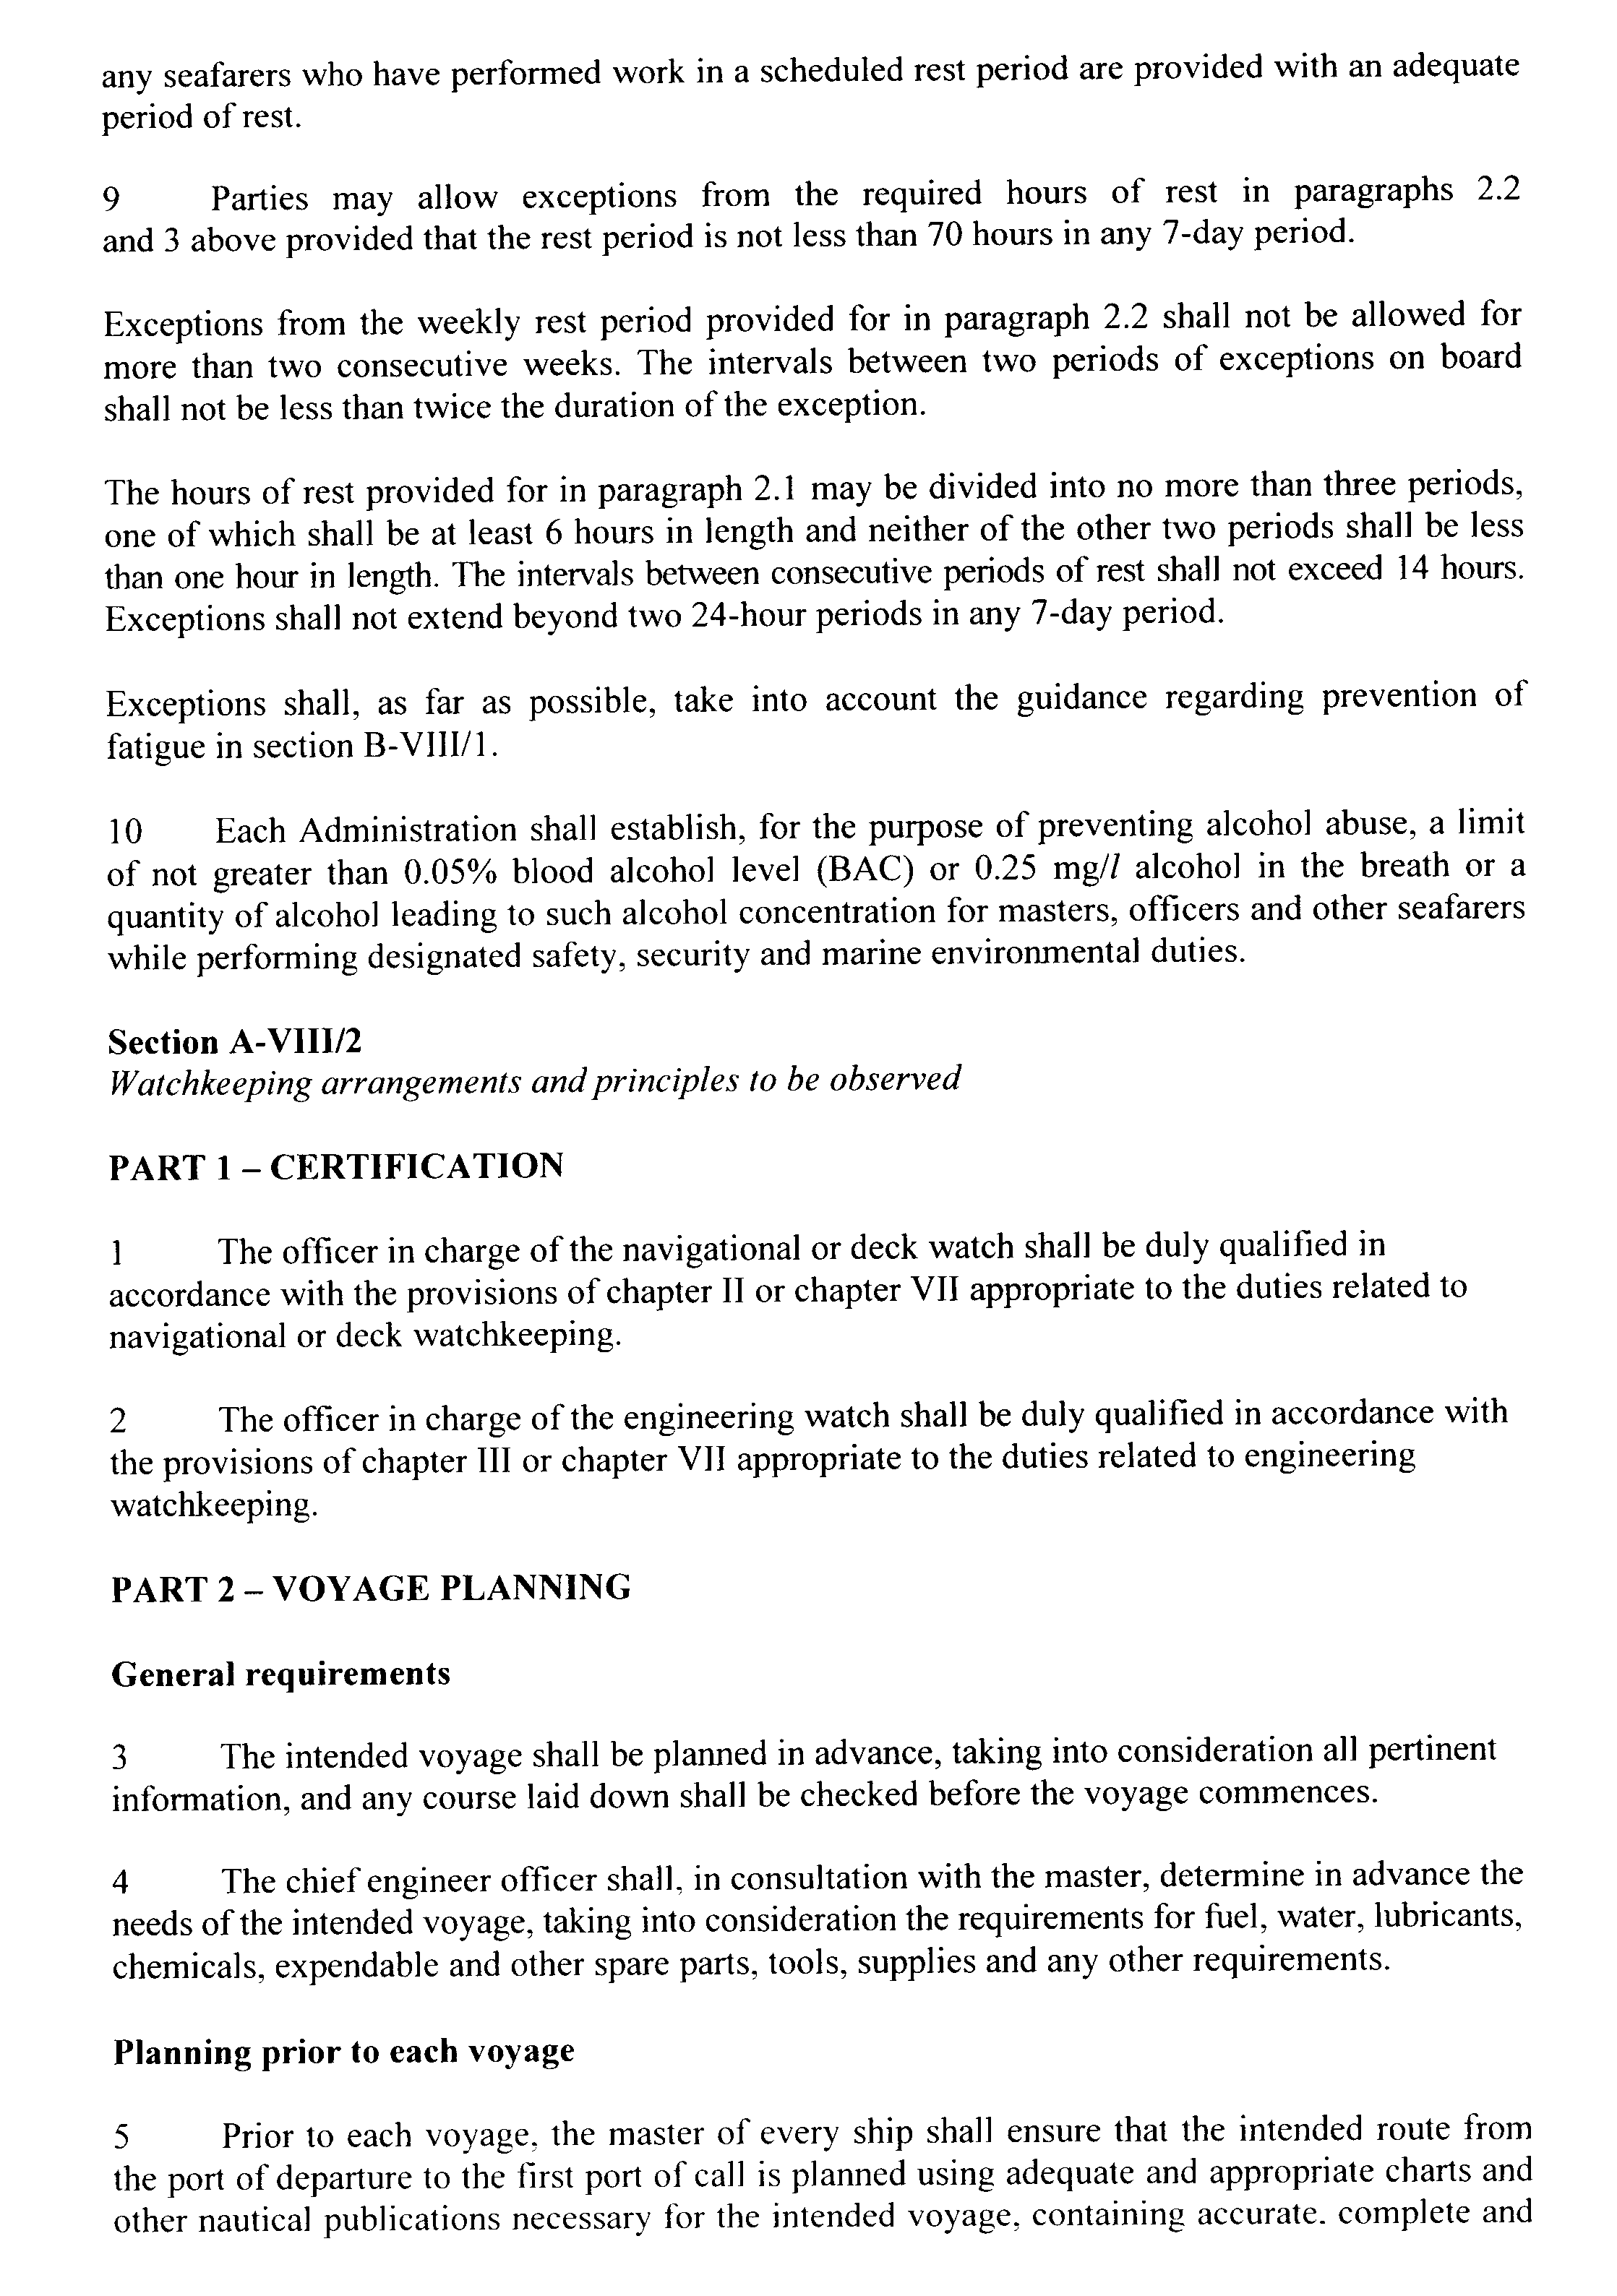 any seafarers who have performed work in a scheduled rest period are provided with an adequate
period of rest.
9 Parties may allow exceptions from the required hours of rest in paragraphs 2.2
and 3 above provided that the rest period is not less than 70 hours in any 7-day period.
Exceptions from the weekly rest period provided for in paragraph 2.2 shall not be allowed for
more than two consecutive weeks. The intervals between two periods of exceptions on board
shall not be less than twice the duration of the exception.
The hours of rest provided for in paragraph 2.1 may be divided into no more than three periods,
one of which shall be at least 6 hours in length and neither of the other two periods shall be less
than one hour in length. The intervals between consecutive periods of rest shall not exceed 14 hours.
Exceptions shall not extend beyond two 24-hour periods in any 7-day period.
Exceptions shall, as far as possible, take into account the guidance regarding prevention of
fatigue in section B-VIII/1.
10 Each Administration shall establish, for the purpose of preventing alcohol abuse, a limit
of not greater than 0.05% blood alcohol level (BAC) or 0.25 mg/l alcohol in the breath or a
quantity of alcohol leading to such alcohol concentration for masters, officers and other seafarers
while performing designated safety, security and marine environmental duties.
Section A-VIII/2
Watchkeeping arrangements and principles to be observed
PART 1 – CERTIFICATION
1 The officer in charge of the navigational or deck watch shall be duly qualified in
accordance with the provisions of chapter II or chapter VII appropriate to the duties related to
navigational or deck watchkeeping.
2 The officer in charge of the engineering watch shall be duly qualified in accordance with
the provisions of chapter III or chapter VII appropriate to the duties related to engineering
watchkeeping.
PART 2 – VOYAGE PLANNING
General requirements
3 The intended voyage shall be planned in advance, taking into consideration all pertinent
information, and any course laid down shall be checked before the voyage commences.
4 The chief engineer officer shall, in consultation with the master, determine in advance the
needs of the intended voyage, taking into consideration the requirements for fuel, water, lubricants,
chemicals, expendable and other spare parts, tools, supplies and any other requirements.
Planning prior to each voyage
5 Prior to each voyage, the master of every ship shall ensure that the intended route from
the port of departure to the first port of call is planned using adequate and appropriate charts and
other nautical publications necessary for the intended voyage, containing accurate. complete and